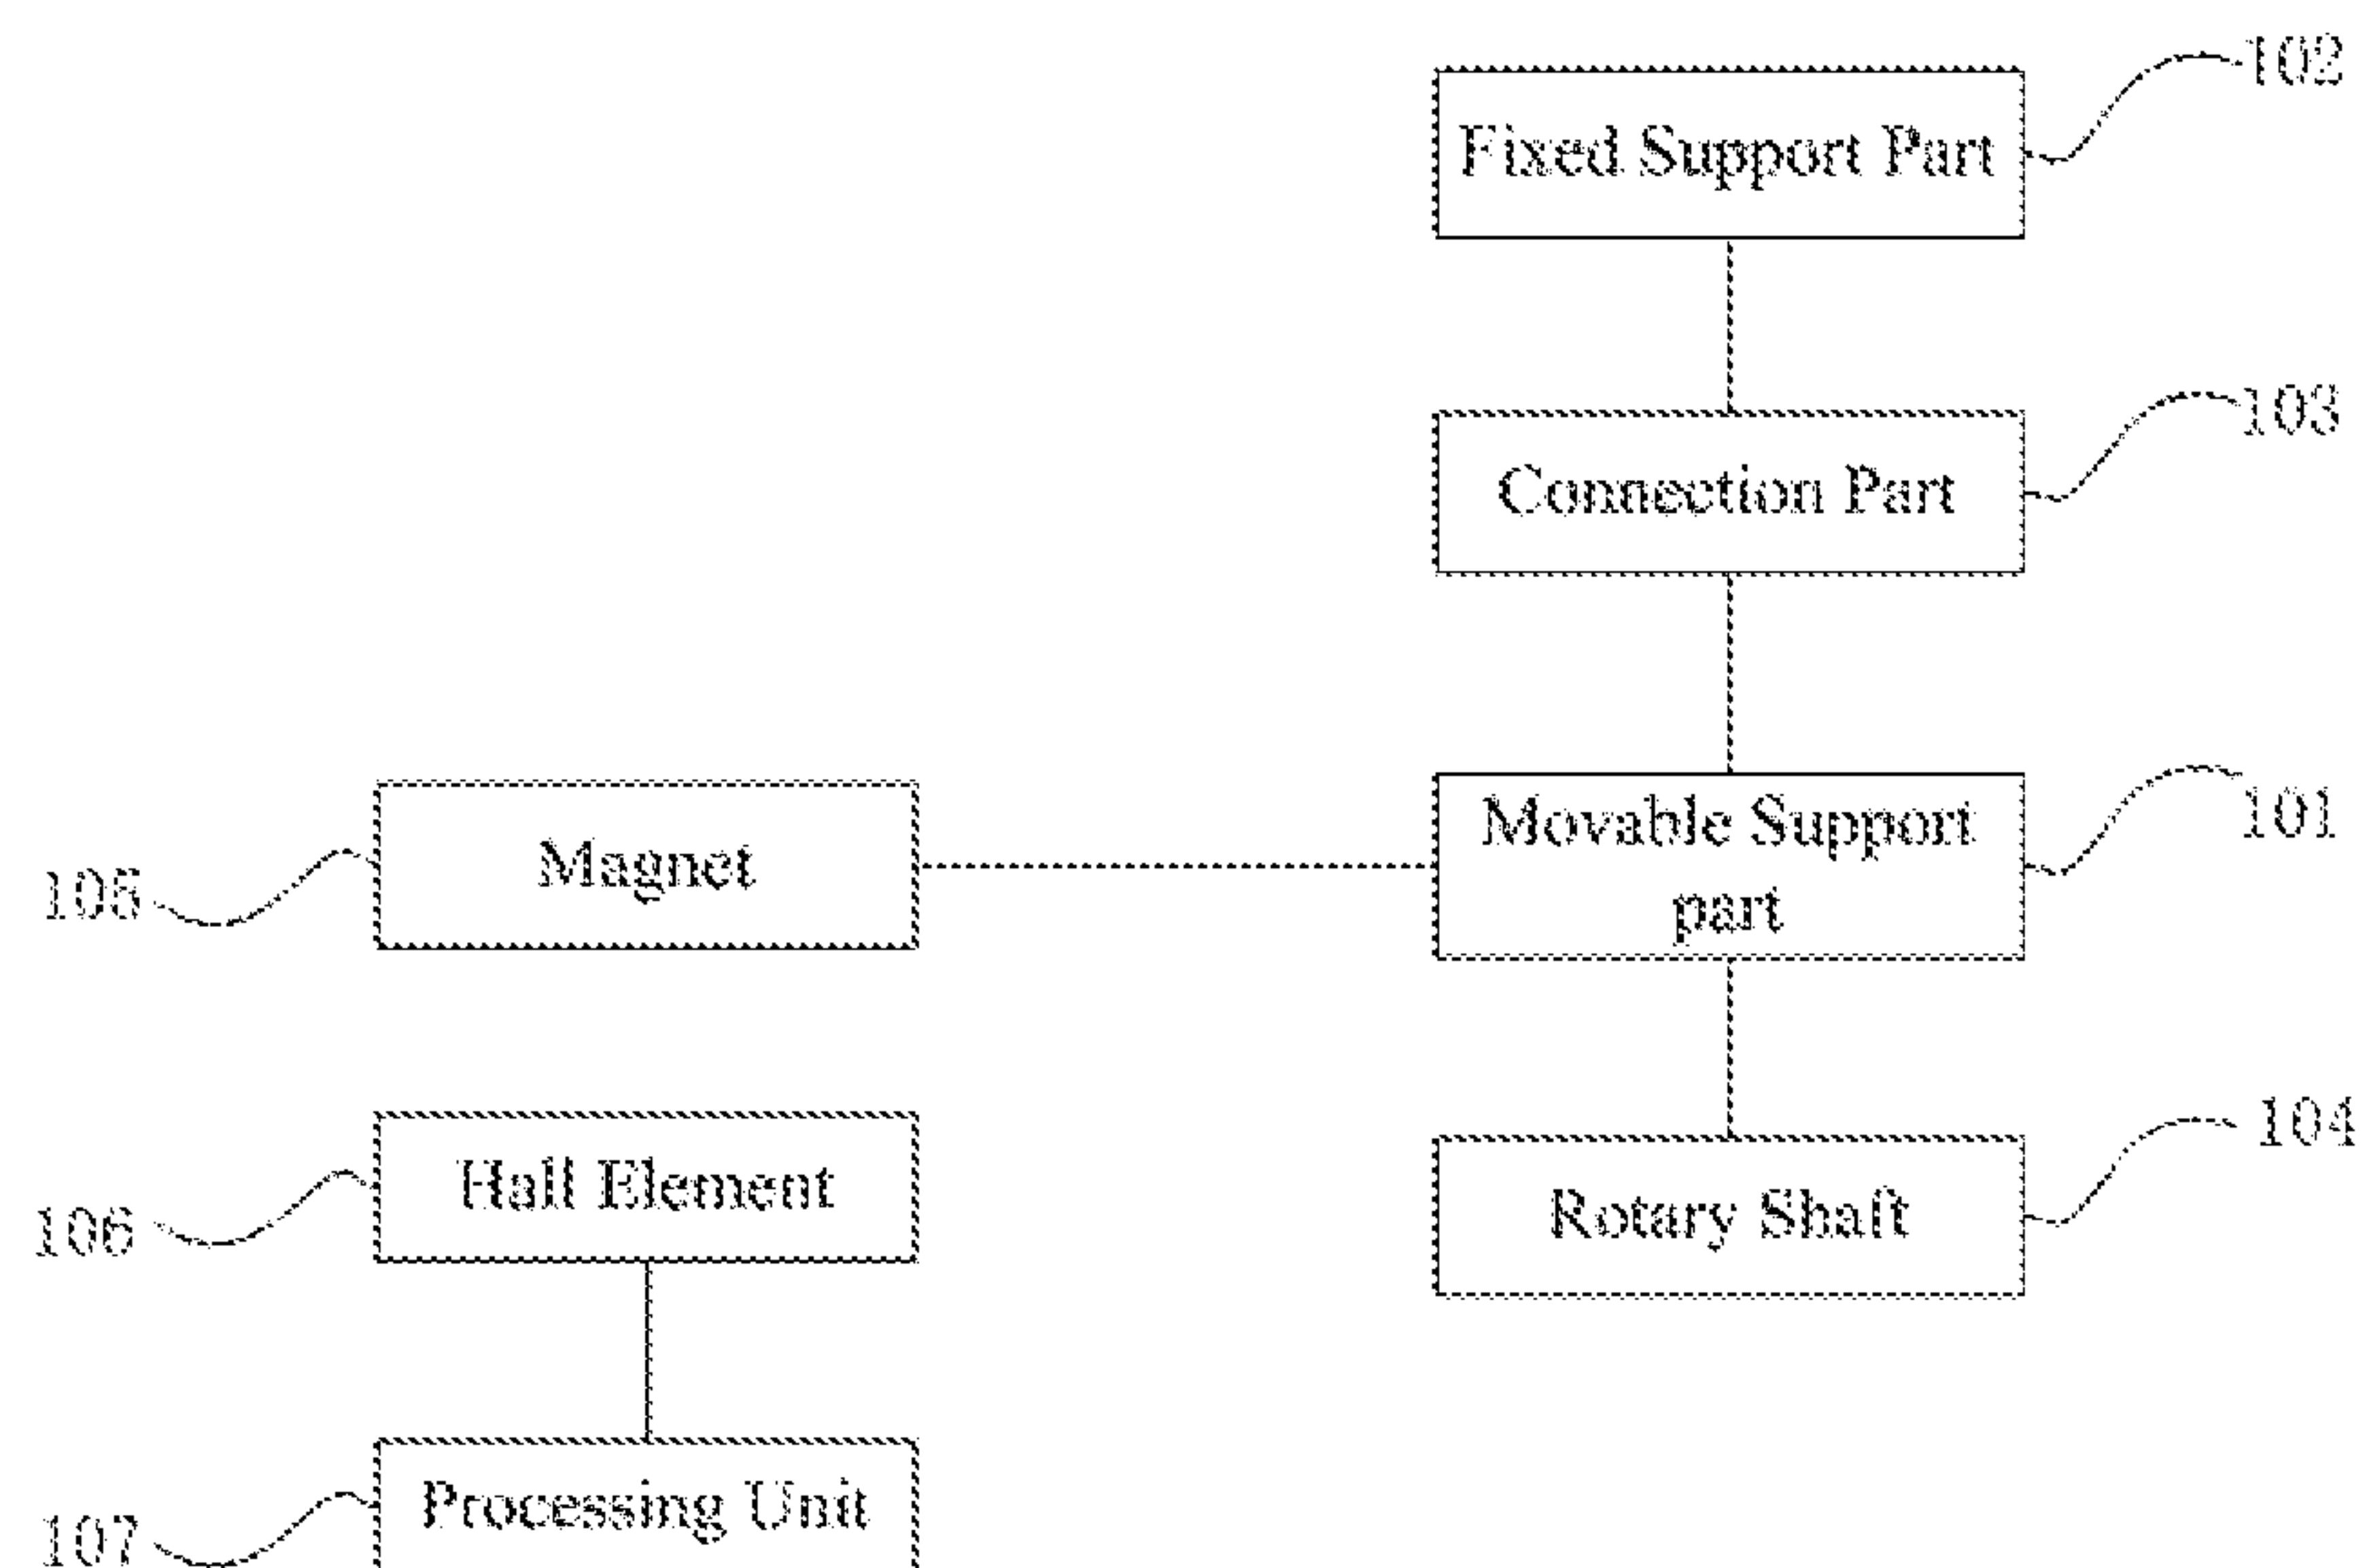 102
Fixed Support Part
103
Connection Part
101
Movable Support
part
105
Magnet
104
Rotary Shaft
106
Hall Element
107
Processing Unit